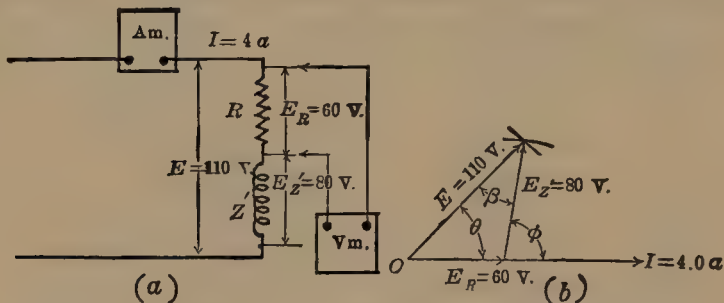 Am.
I = 4 a
R
E_R = 60 V.
E = 110 V.
Z'
E_Z' = 80 V.
Vm.
(a)
E = 110 V.
E_Z' = 80 V.
β
θ
ϕ
O
E_R = 60 V.
I = 4.0 a
(b)